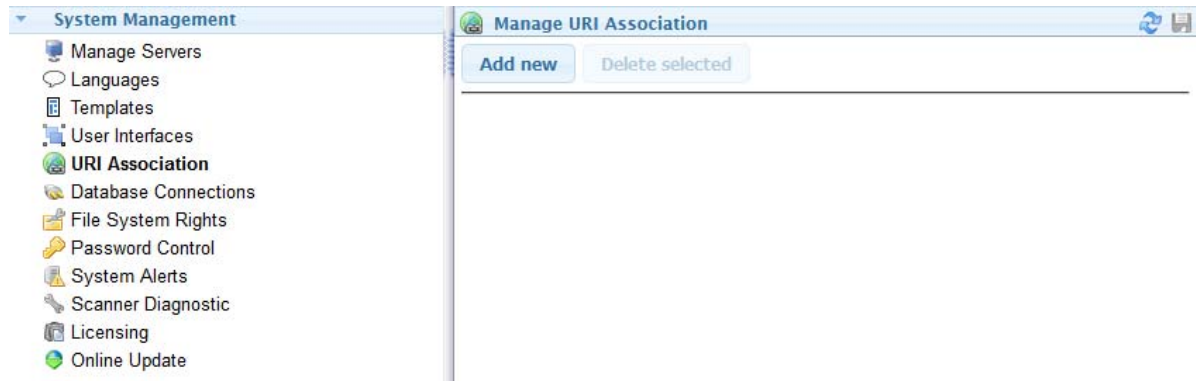 System Management
Manage Servers
Languages
Templates
User Interfaces
URI Association
Database Connections
File System Rights
Password Control
System Alerts
Scanner Diagnostic
Licensing
Online Update
Manage URI Association
Add new
Delete selected